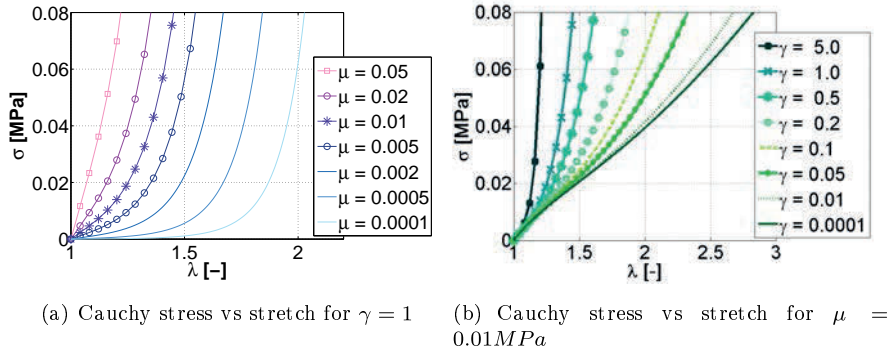 0.08
0.06
0.04
0.02
0
σ [MPa]
1
1.5
2
λ [–]
μ = 0.05
μ = 0.02
μ = 0.01
μ = 0.005
μ = 0.002
μ = 0.0005
μ = 0.0001
0.08
0.06
0.04
0.02
0
σ [MPa]
1
1.5
2
2.5
3
λ [-]
γ = 5.0
γ = 1.0
γ = 0.5
γ = 0.2
γ = 0.1
γ = 0.05
γ = 0.01
γ = 0.0001
(a) Cauchy stress vs stretch for γ = 1
(b) Cauchy stress vs stretch for μ =
0.01MPa